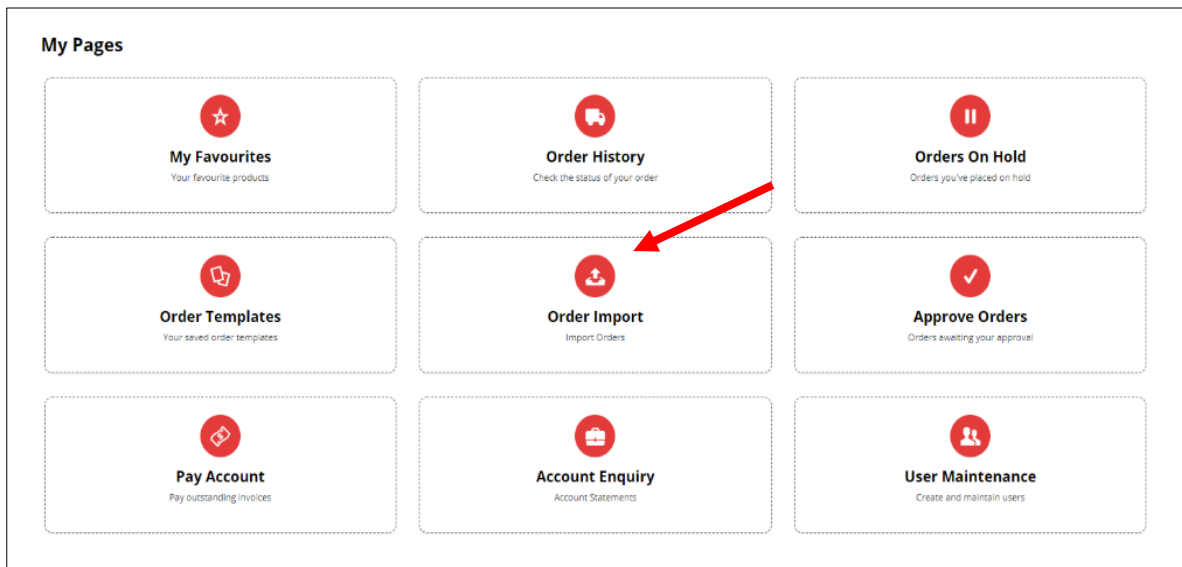 My Pages
My Favourites
Your favourite products
Order History
Check the status of your order
Orders On Hold
Orders you've placed on hold
Order Templates
Your saved order templates
Order Import
Import Orders
Approve Orders
Orders awaiting your approval
Pay Account
Pay outstanding invoices
Account Enquiry
Account Statements
User Maintenance
Create and maintain users